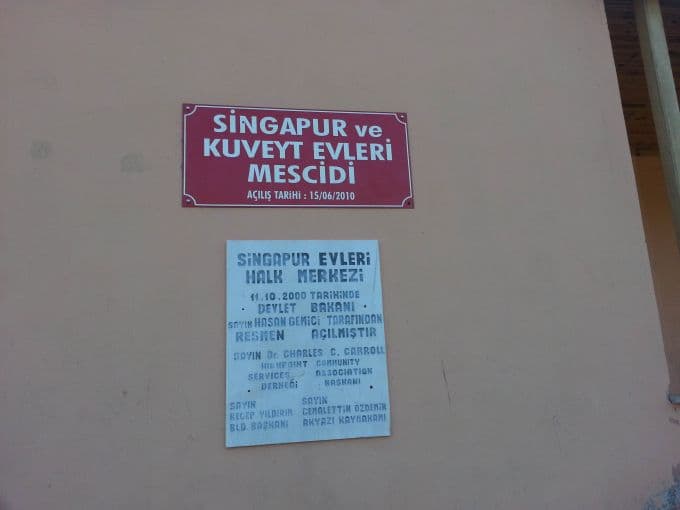 SİNGAPUR ve
KUVEYT EVLERİ
MESCİDİ
AÇILIŞ TARİHİ : 15/06/2010
SİNGAPUR EVLERİ
HALK MERKEZİ
11.10.2000 TARİHİNDE
DEVLET BAKANI
SAYIN HASAN GEMİCİ TARAFINDAN
RESMEN AÇILMIŞTIR
SAYIN Dr. CHARLES C. CARROLL
HIGHPOINT COMMUNITY
SERVICES ASSOCIATION
DERNEĞİ BAŞKANI
SAYIN SAYIN
RECEP YILDIRIM CEMALETTİN ÖZDEMİR
BLD. BAŞKANI AKYAZI KAYMAKAMI